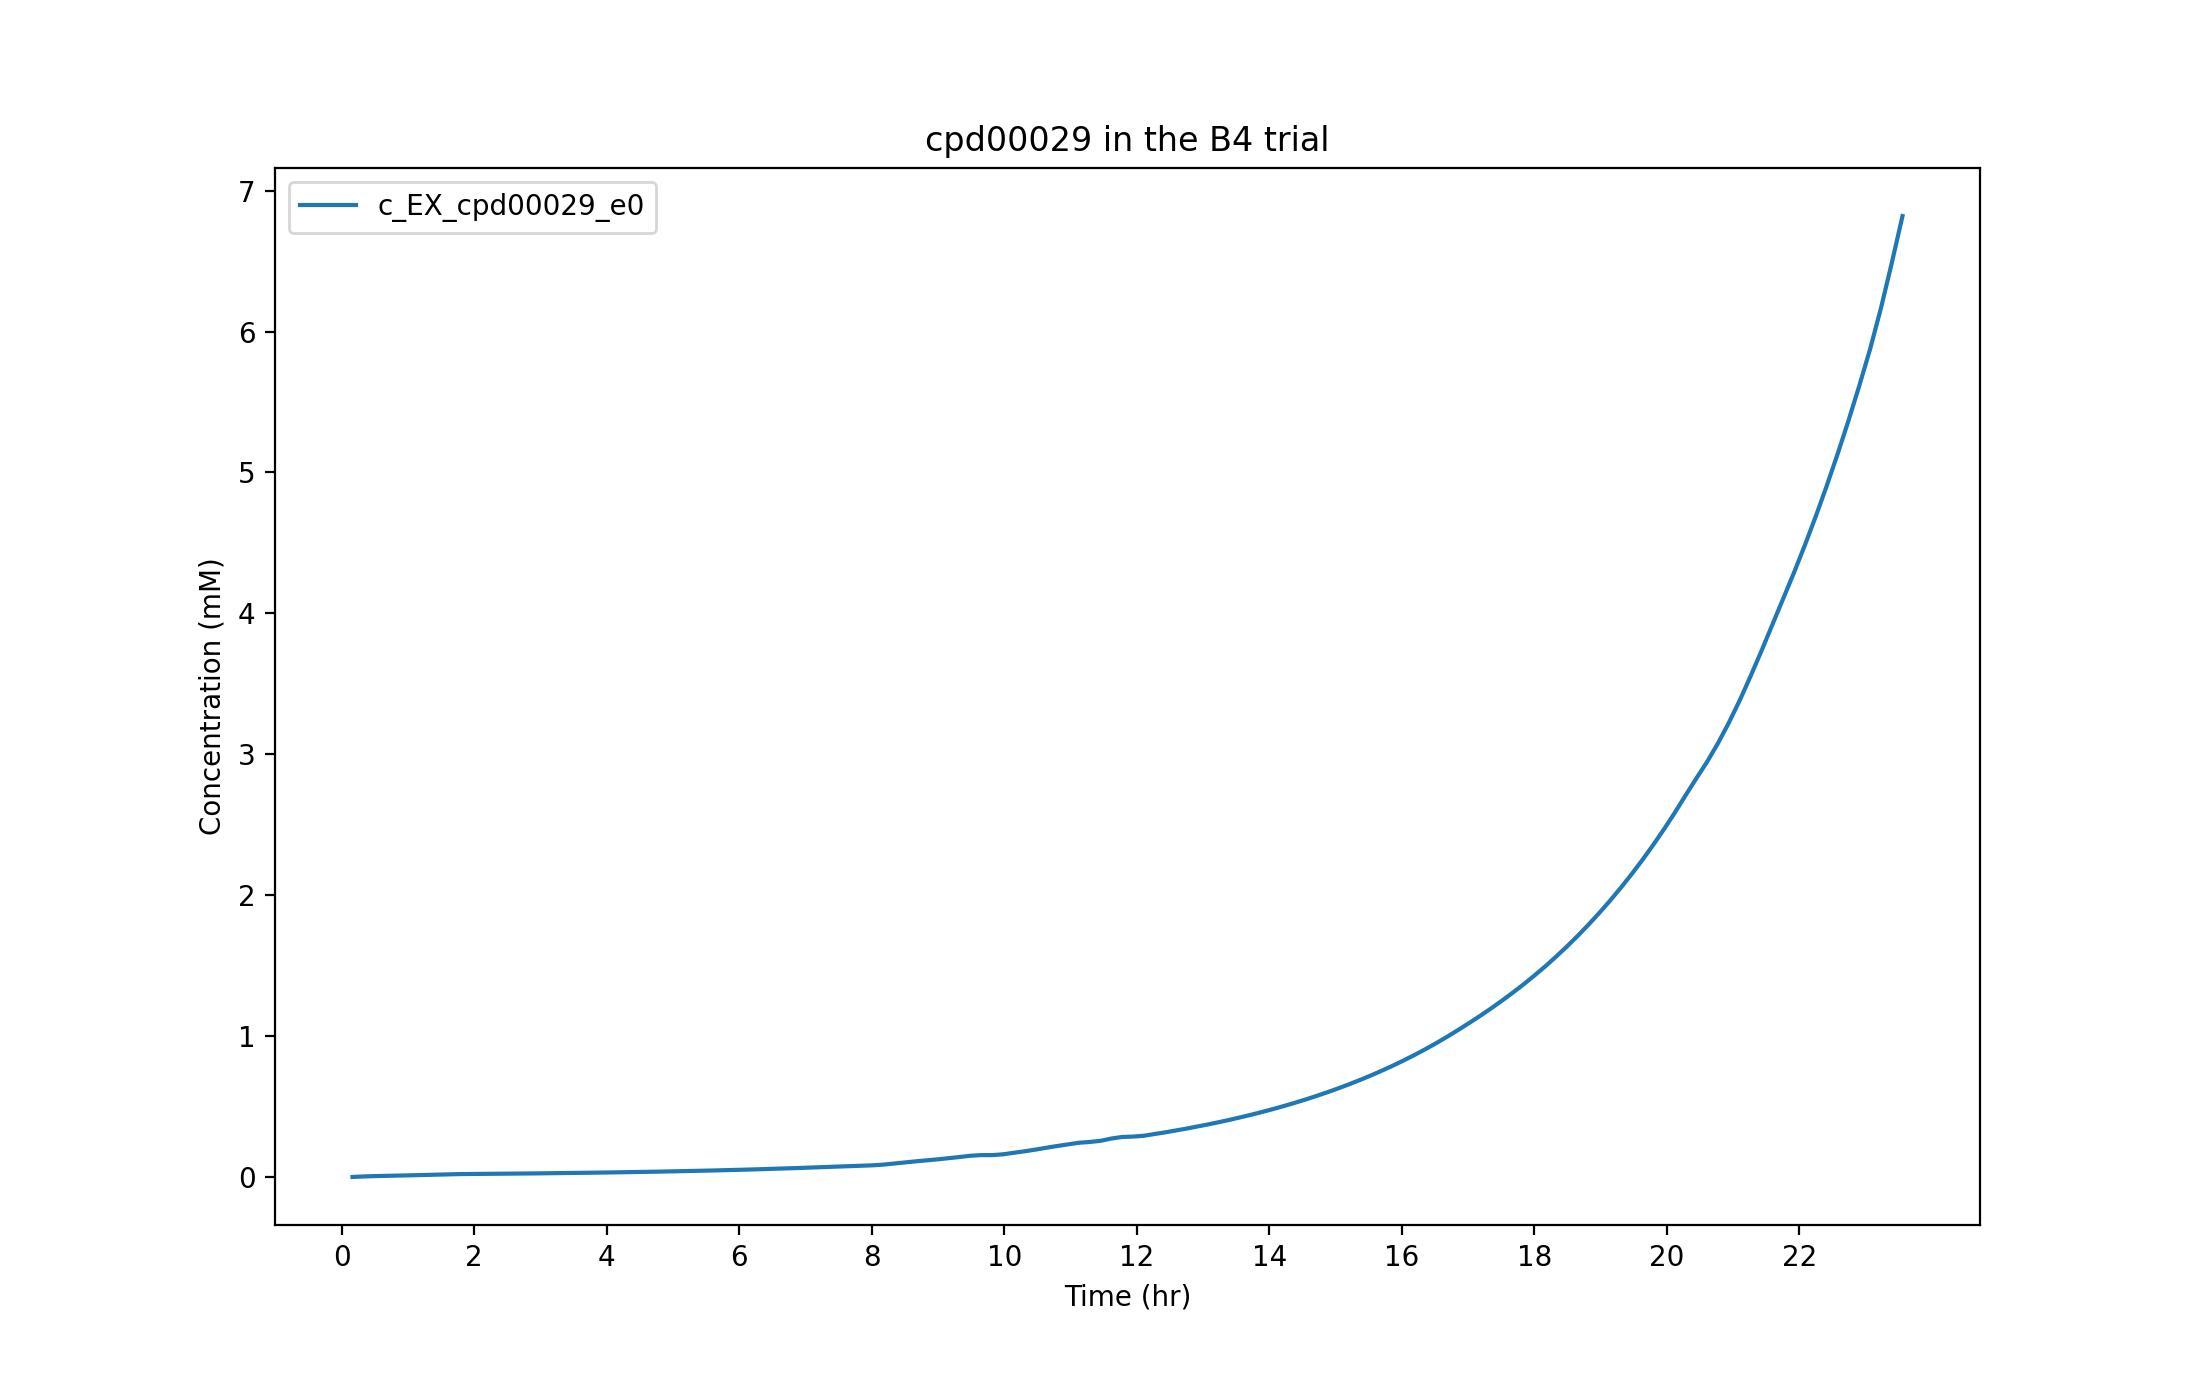 cpd00029 in the B4 trial
c_EX_cpd00029_e0
7
6
5
4
3
2
1
0
Concentration (mM)
0 2 4 6 8 10 12 14 16 18 20 22
Time (hr)